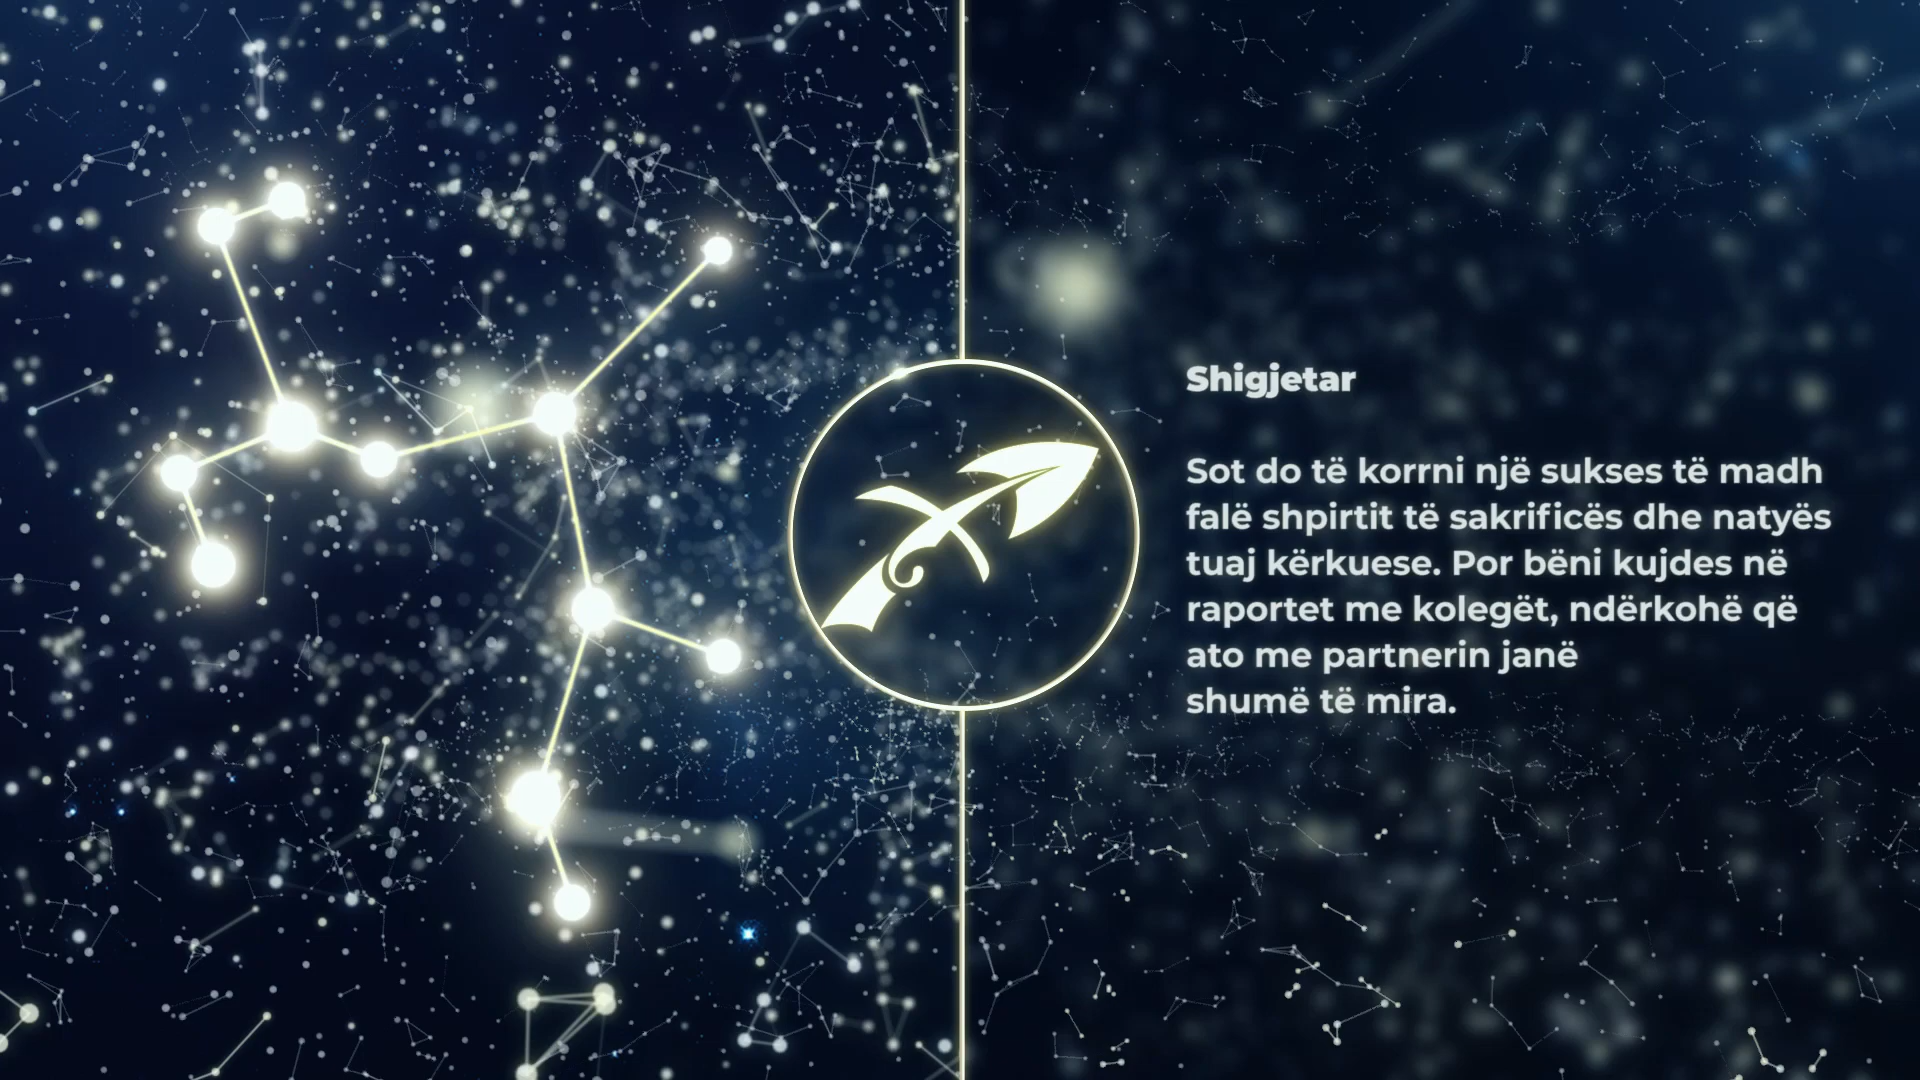 Shigjetar
Sot do të korrni një sukses të madh
falë shpirtit të sakrificës dhe natyës
tuaj kërkuese. Por bëni kujdes në
raportet me kolegët, ndërkohë që
ato me partnerin janë
shumë të mira.